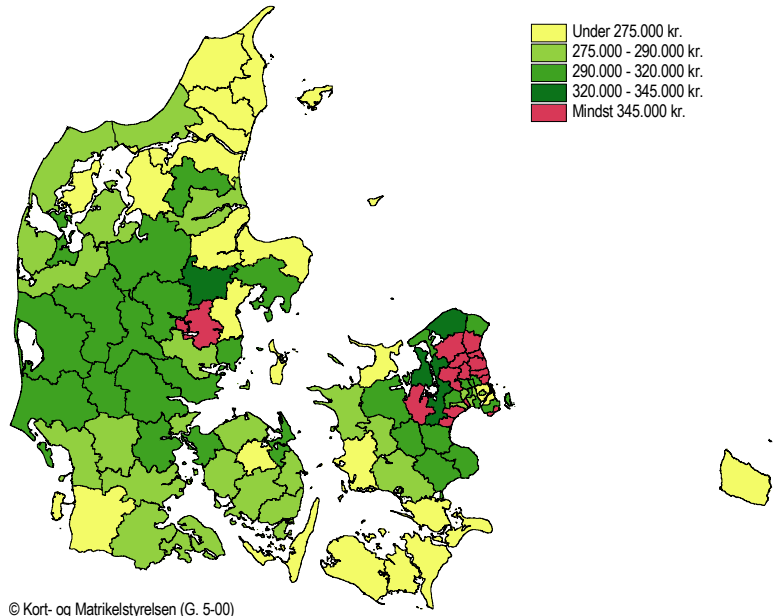 Under 275.000 kr.
275.000 - 290.000 kr.
290.000 - 320.000 kr.
320.000 - 345.000 kr.
Mindst 345.000 kr.
© Kort- og Matrikelstyrelsen (G. 5-00)